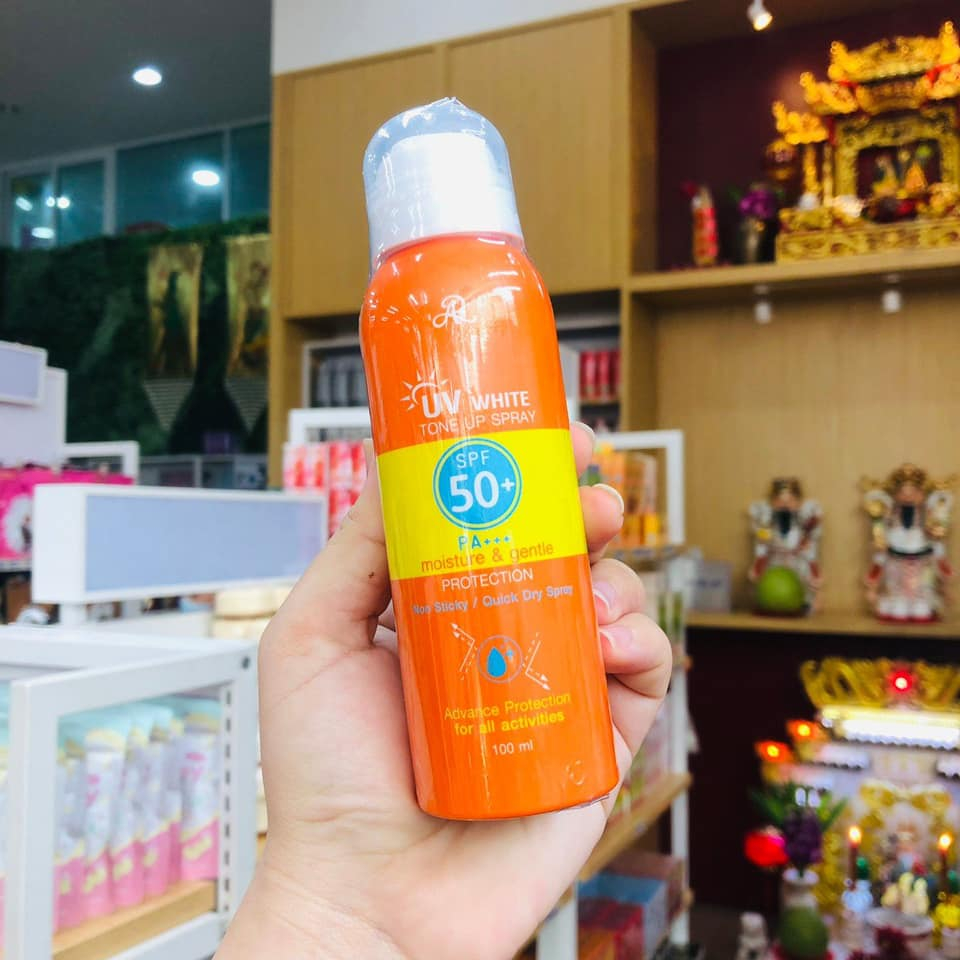 AR
UV WHITE
TONE UP SPRAY
SPF
50+
PA+++
moisture & gentle
PROTECTION
Non Sticky / Quick Dry Spray
Advance Protection
for all activities
100 ml